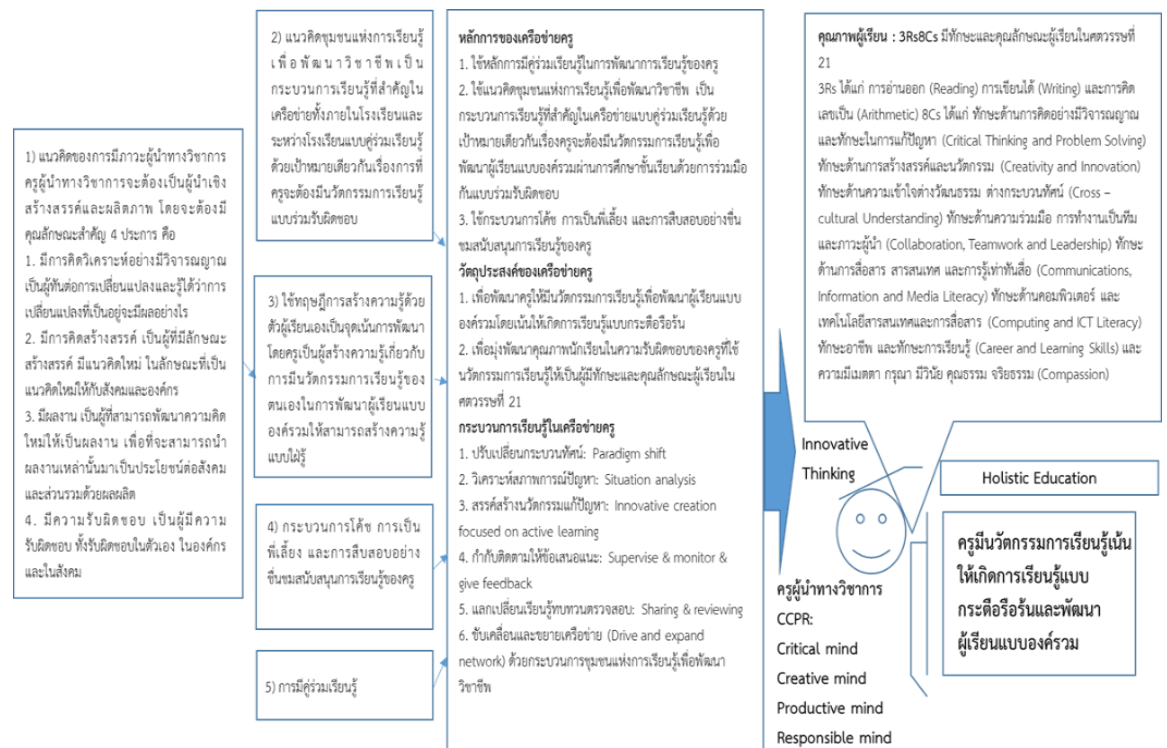 1) แนวคิดของการมีภาวะผู้นำทางวิชาการ
ครูผู้นำทางวิชาการจะต้องเป็นผู้นำเชิง
สร้างสรรค์และผลิตภาพ โดยจะต้องมี
คุณลักษณะสำคัญ 4 ประการ คือ
1. มีการคิดวิเคราะห์อย่างมีวิจารณญาณ
เป็นผู้ทันต่อการเปลี่ยนแปลงและรู้ได้ว่าการ
เปลี่ยนแปลงที่เป็นอยู่จะมีผลอย่างไร
2. มีการคิดสร้างสรรค์ เป็นผู้ที่มีลักษณะ
สร้างสรรค์ มีแนวคิดใหม่ ในลักษณะที่เป็น
แนวคิดใหม่ให้กับสังคมและองค์กร
3. มีผลงาน เป็นผู้ที่สามารถพัฒนาความคิด
ใหม่ให้เป็นผลงาน เพื่อที่จะสามารถนำ
ผลงานเหล่านั้นมาเป็นประโยชน์ต่อสังคม
และส่วนรวมด้วยผลผลิต
4. มีความรับผิดชอบ เป็นผู้มีความ
รับผิดชอบ ทั้งรับผิดชอบในตัวเอง ในองค์กร
และในสังคม
2) แนวคิดชุมชนแห่งการเรียนรู้
เพื่อพัฒนาวิชาชีพเป็น
กระบวนการเรียนรู้ที่สำคัญใน
เครือข่ายทั้งภายในโรงเรียนและ
ระหว่างโรงเรียนแบบคู่ร่วมเรียนรู้
ด้วยเป้าหมายเดียวกันเรื่องการที่
ครูจะต้องมีนวัตกรรมการเรียนรู้
แบบร่วมรับผิดชอบ
3) ใช้ทฤษฎีการสร้างความรู้ด้วย
ตัวผู้เรียนเองเป็นจุดเน้นการพัฒนา
โดยครูเป็นผู้สร้างความรู้เกี่ยวกับ
การมีนวัตกรรมการเรียนรู้ของ
ตนเองในการพัฒนาผู้เรียนแบบ
องค์รวมให้สามารถสร้างความรู้
แบบใฝ่รู้
4) กระบวนการโค้ช การเป็น
พี่เลี้ยง และการสืบสอบอย่าง
ชื่นชมสนับสนุนการเรียนรู้ของครู
5) การมีคู่ร่วมเรียนรู้
หลักการของเครือข่ายครู
1. ใช้หลักการมีคู่ร่วมเรียนรู้ในการพัฒนาการเรียนรู้ของครู
2. ใช้แนวคิดชุมชนแห่งการเรียนรู้เพื่อพัฒนาวิชาชีพ เป็น
กระบวนการเรียนรู้ที่สำคัญในเครือข่ายแบบคู่ร่วมเรียนรู้ด้วย
เป้าหมายเดียวกันเรื่องครูจะต้องมีนวัตกรรมการเรียนรู้เพื่อ
พัฒนาผู้เรียนแบบองค์รวมผ่านการศึกษาชั้นเรียนด้วยการร่วมมือ
กันแบบร่วมรับผิดชอบ
3. ใช้กระบวนการโค้ช การเป็นพี่เลี้ยง และการสืบสอบอย่างชื่น
ชมสนับสนุนการเรียนรู้ของครู
วัตถุประสงค์ของเครือข่ายครู
1. เพื่อพัฒนาครูให้มีนวัตกรรมการเรียนรู้เพื่อพัฒนาผู้เรียนแบบ
องค์รวมโดยเน้นให้เกิดการเรียนรู้แบบกระตือรือร้น
2. เพื่อมุ่งพัฒนาคุณภาพนักเรียนในความรับผิดชอบของครูที่ใช้
นวัตกรรมการเรียนรู้ให้เป็นผู้มีทักษะและคุณลักษณะผู้เรียนใน
ศตวรรษที่ 21
กระบวนการเรียนรู้ในเครือข่ายครู
1. ปรับเปลี่ยนกระบวนทัศน์: Paradigm shift
2. วิเคราะห์สภาพการณ์ปัญหา: Situation analysis
3. สรรค์สร้างนวัตกรรมแก้ปัญหา: Innovative creation
focused on active learning
4. กำกับติดตามให้ข้อเสนอแนะ: Supervise & monitor &
give feedback
5. แลกเปลี่ยนเรียนรู้ทบทวนตรวจสอบ: Sharing & reviewing
6. ขับเคลื่อนและขยายเครือข่าย (Drive and expand
network) ด้วยกระบวนการชุมชนแห่งการเรียนรู้เพื่อพัฒนา
วิชาชีพ
คุณภาพผู้เรียน : 3Rs8Cs มีทักษะและคุณลักษณะผู้เรียนในศตวรรษที่
21
3Rs ได้แก่ การอ่านออก (Reading) การเขียนได้ (Writing) และการคิด
เลขเป็น (Arithmetic) 8Cs ได้แก่ ทักษะด้านการคิดอย่างมีวิจารณญาณ
และทักษะในการแก้ปัญหา (Critical Thinking and Problem Solving)
ทักษะด้านการสร้างสรรค์และนวัตกรรม (Creativity and Innovation)
ทักษะด้านความเข้าใจต่างวัฒนธรรม ต่างกระบวนทัศน์ (Cross –
cultural Understanding) ทักษะด้านความร่วมมือ การทำงานเป็นทีม
และภาวะผู้นำ (Collaboration, Teamwork and Leadership) ทักษะ
ด้านการสื่อสาร สารสนเทศ และการรู้เท่าทันสื่อ (Communications,
Information and Media Literacy) ทักษะด้านคอมพิวเตอร์ และ
เทคโนโลยีสารสนเทศและการสื่อสาร (Computing and ICT Literacy)
ทักษะอาชีพ และทักษะการเรียนรู้ (Career and Learning Skills) และ
ความมีเมตตา กรุณา มีวินัย คุณธรรม จริยธรรม (Compassion)
Innovative
Thinking
Holistic Education
ครูมีนวัตกรรมการเรียนรู้เน้น
ให้เกิดการเรียนรู้แบบ
กระตือรือร้นและพัฒนา
ผู้เรียนแบบองค์รวม
ครูผู้นำทางวิชาการ
CCPR:
Critical mind
Creative mind
Productive mind
Responsible mind